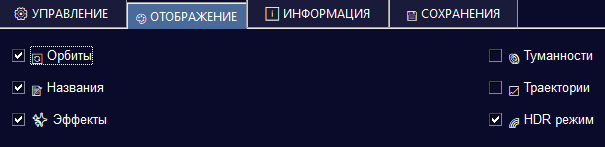 УПРАВЛЕНИЕ ОТОБРАЖЕНИЕ ИНФОРМАЦИЯ СОХРАНЕНИЯ
Орбиты Туманности
Названия Траектории
Эффекты HDR режим